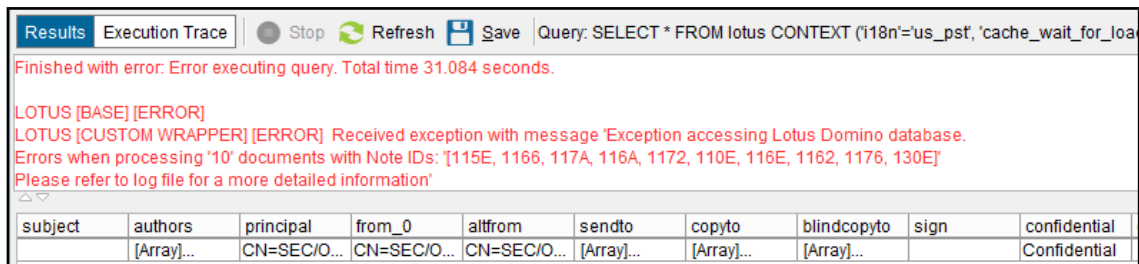 Results Execution Trace Stop Refresh Save Query: SELECT * FROM lotus CONTEXT ('i18n'='us_pst', 'cache_wait_for_loa
Finished with error: Error executing query. Total time 31.084 seconds.
LOTUS [BASE] [ERROR]
LOTUS [CUSTOM WRAPPER] [ERROR] Received exception with message 'Exception accessing Lotus Domino database.
Errors when processing '10' documents with Note IDs: '[115E, 1166, 117A, 116A, 1172, 110E, 116E, 1162, 1176, 130E]'
Please refer to log file for a more detailed information'
subject authors principal from_0 altfrom sendto copyto blindcopyto sign confidential
[Array]... CN=SEC/O... CN=SEC/O... CN=SEC/O... [Array]... [Array]... [Array]... Confidential